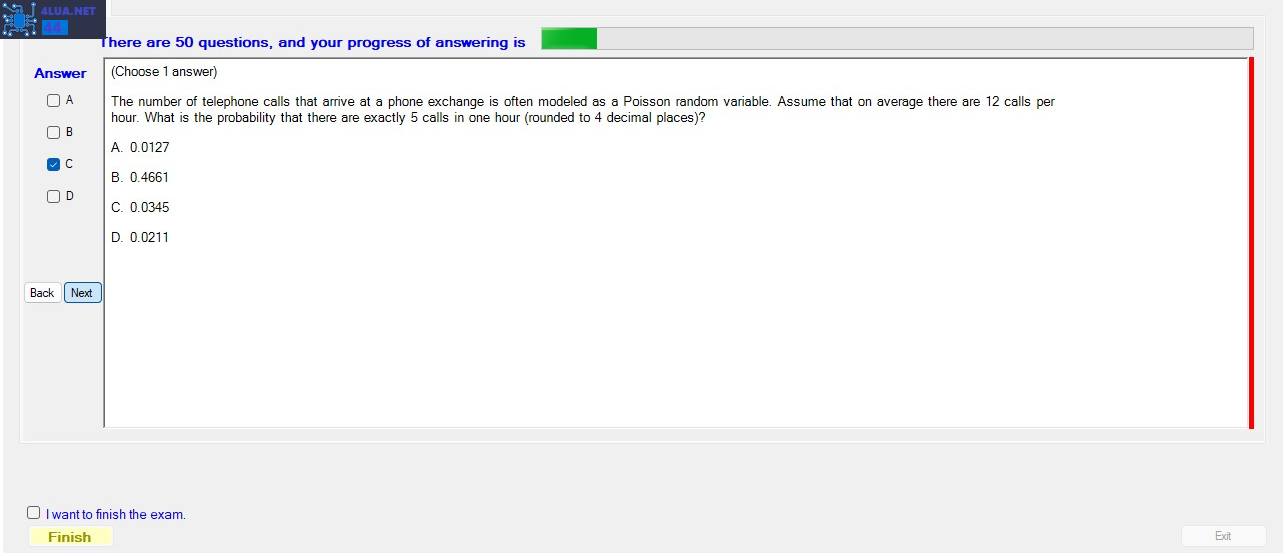 4LUA.NET
44
There are 50 questions, and your progress of answering is
Answer
(Choose 1 answer)
A
The number of telephone calls that arrive at a phone exchange is often modeled as a Poisson random variable. Assume that on average there are 12 calls per
hour. What is the probability that there are exactly 5 calls in one hour (rounded to 4 decimal places)?
B
A. 0.0127
C
B. 0.4661
D
C. 0.0345
D. 0.0211
Back Next
I want to finish the exam.
Finish
Exit